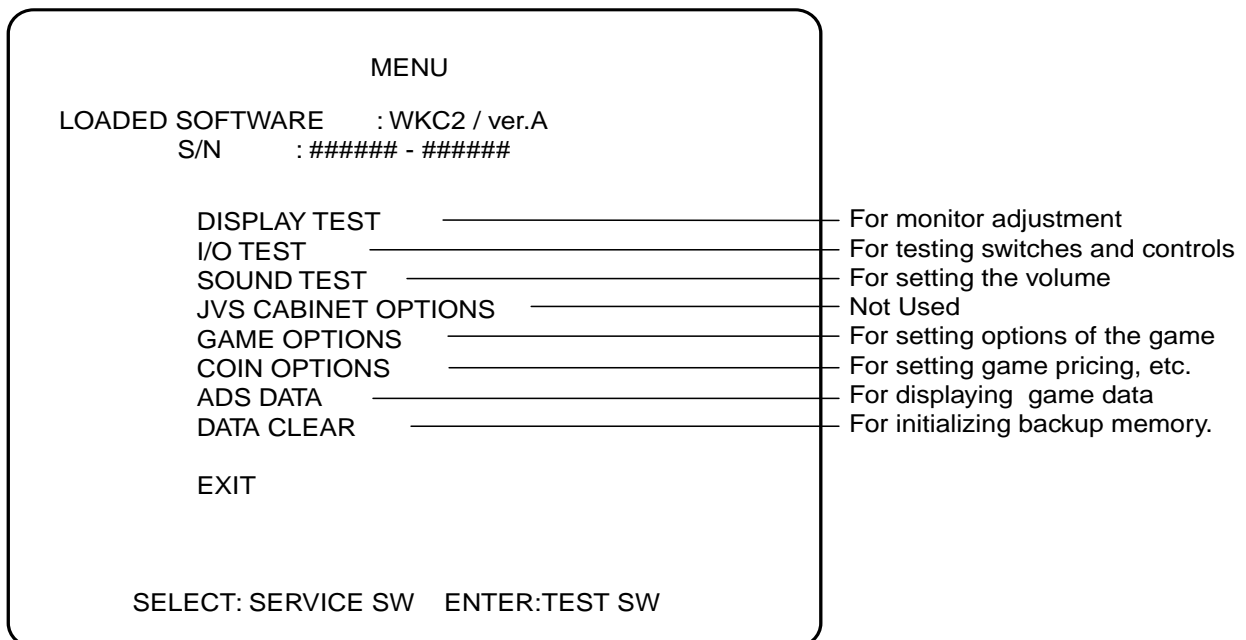 MENU
LOADED SOFTWARE : WKC2 / ver.A
S/N : ###### - ######
DISPLAY TEST For monitor adjustment
I/O TEST For testing switches and controls
SOUND TEST For setting the volume
JVS CABINET OPTIONS Not Used
GAME OPTIONS For setting options of the game
COIN OPTIONS For setting game pricing, etc.
ADS DATA For displaying game data
DATA CLEAR For initializing backup memory.
EXIT
SELECT: SERVICE SW ENTER:TEST SW